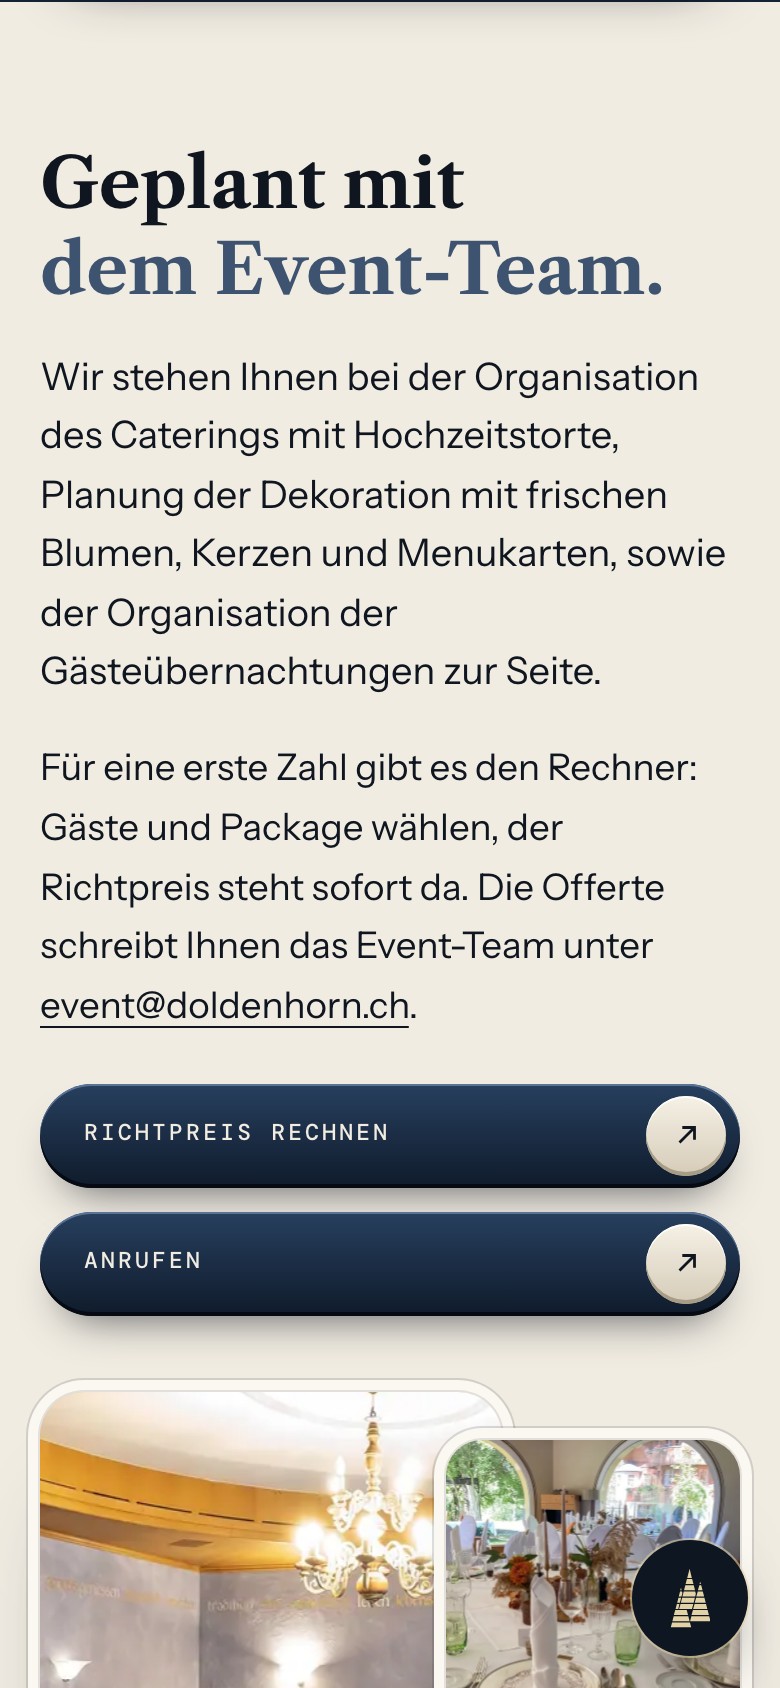 Geplant mit
dem Event-Team.
Wir stehen Ihnen bei der Organisation
des Caterings mit Hochzeitstorte,
Planung der Dekoration mit frischen
Blumen, Kerzen und Menukarten, sowie
der Organisation der
Gästeübernachtungen zur Seite.
Für eine erste Zahl gibt es den Rechner:
Gäste und Package wählen, der
Richtpreis steht sofort da. Die Offerte
schreibt Ihnen das Event-Team unter
event@doldenhorn.ch.
RICHTPREIS RECHNEN
ANRUFEN